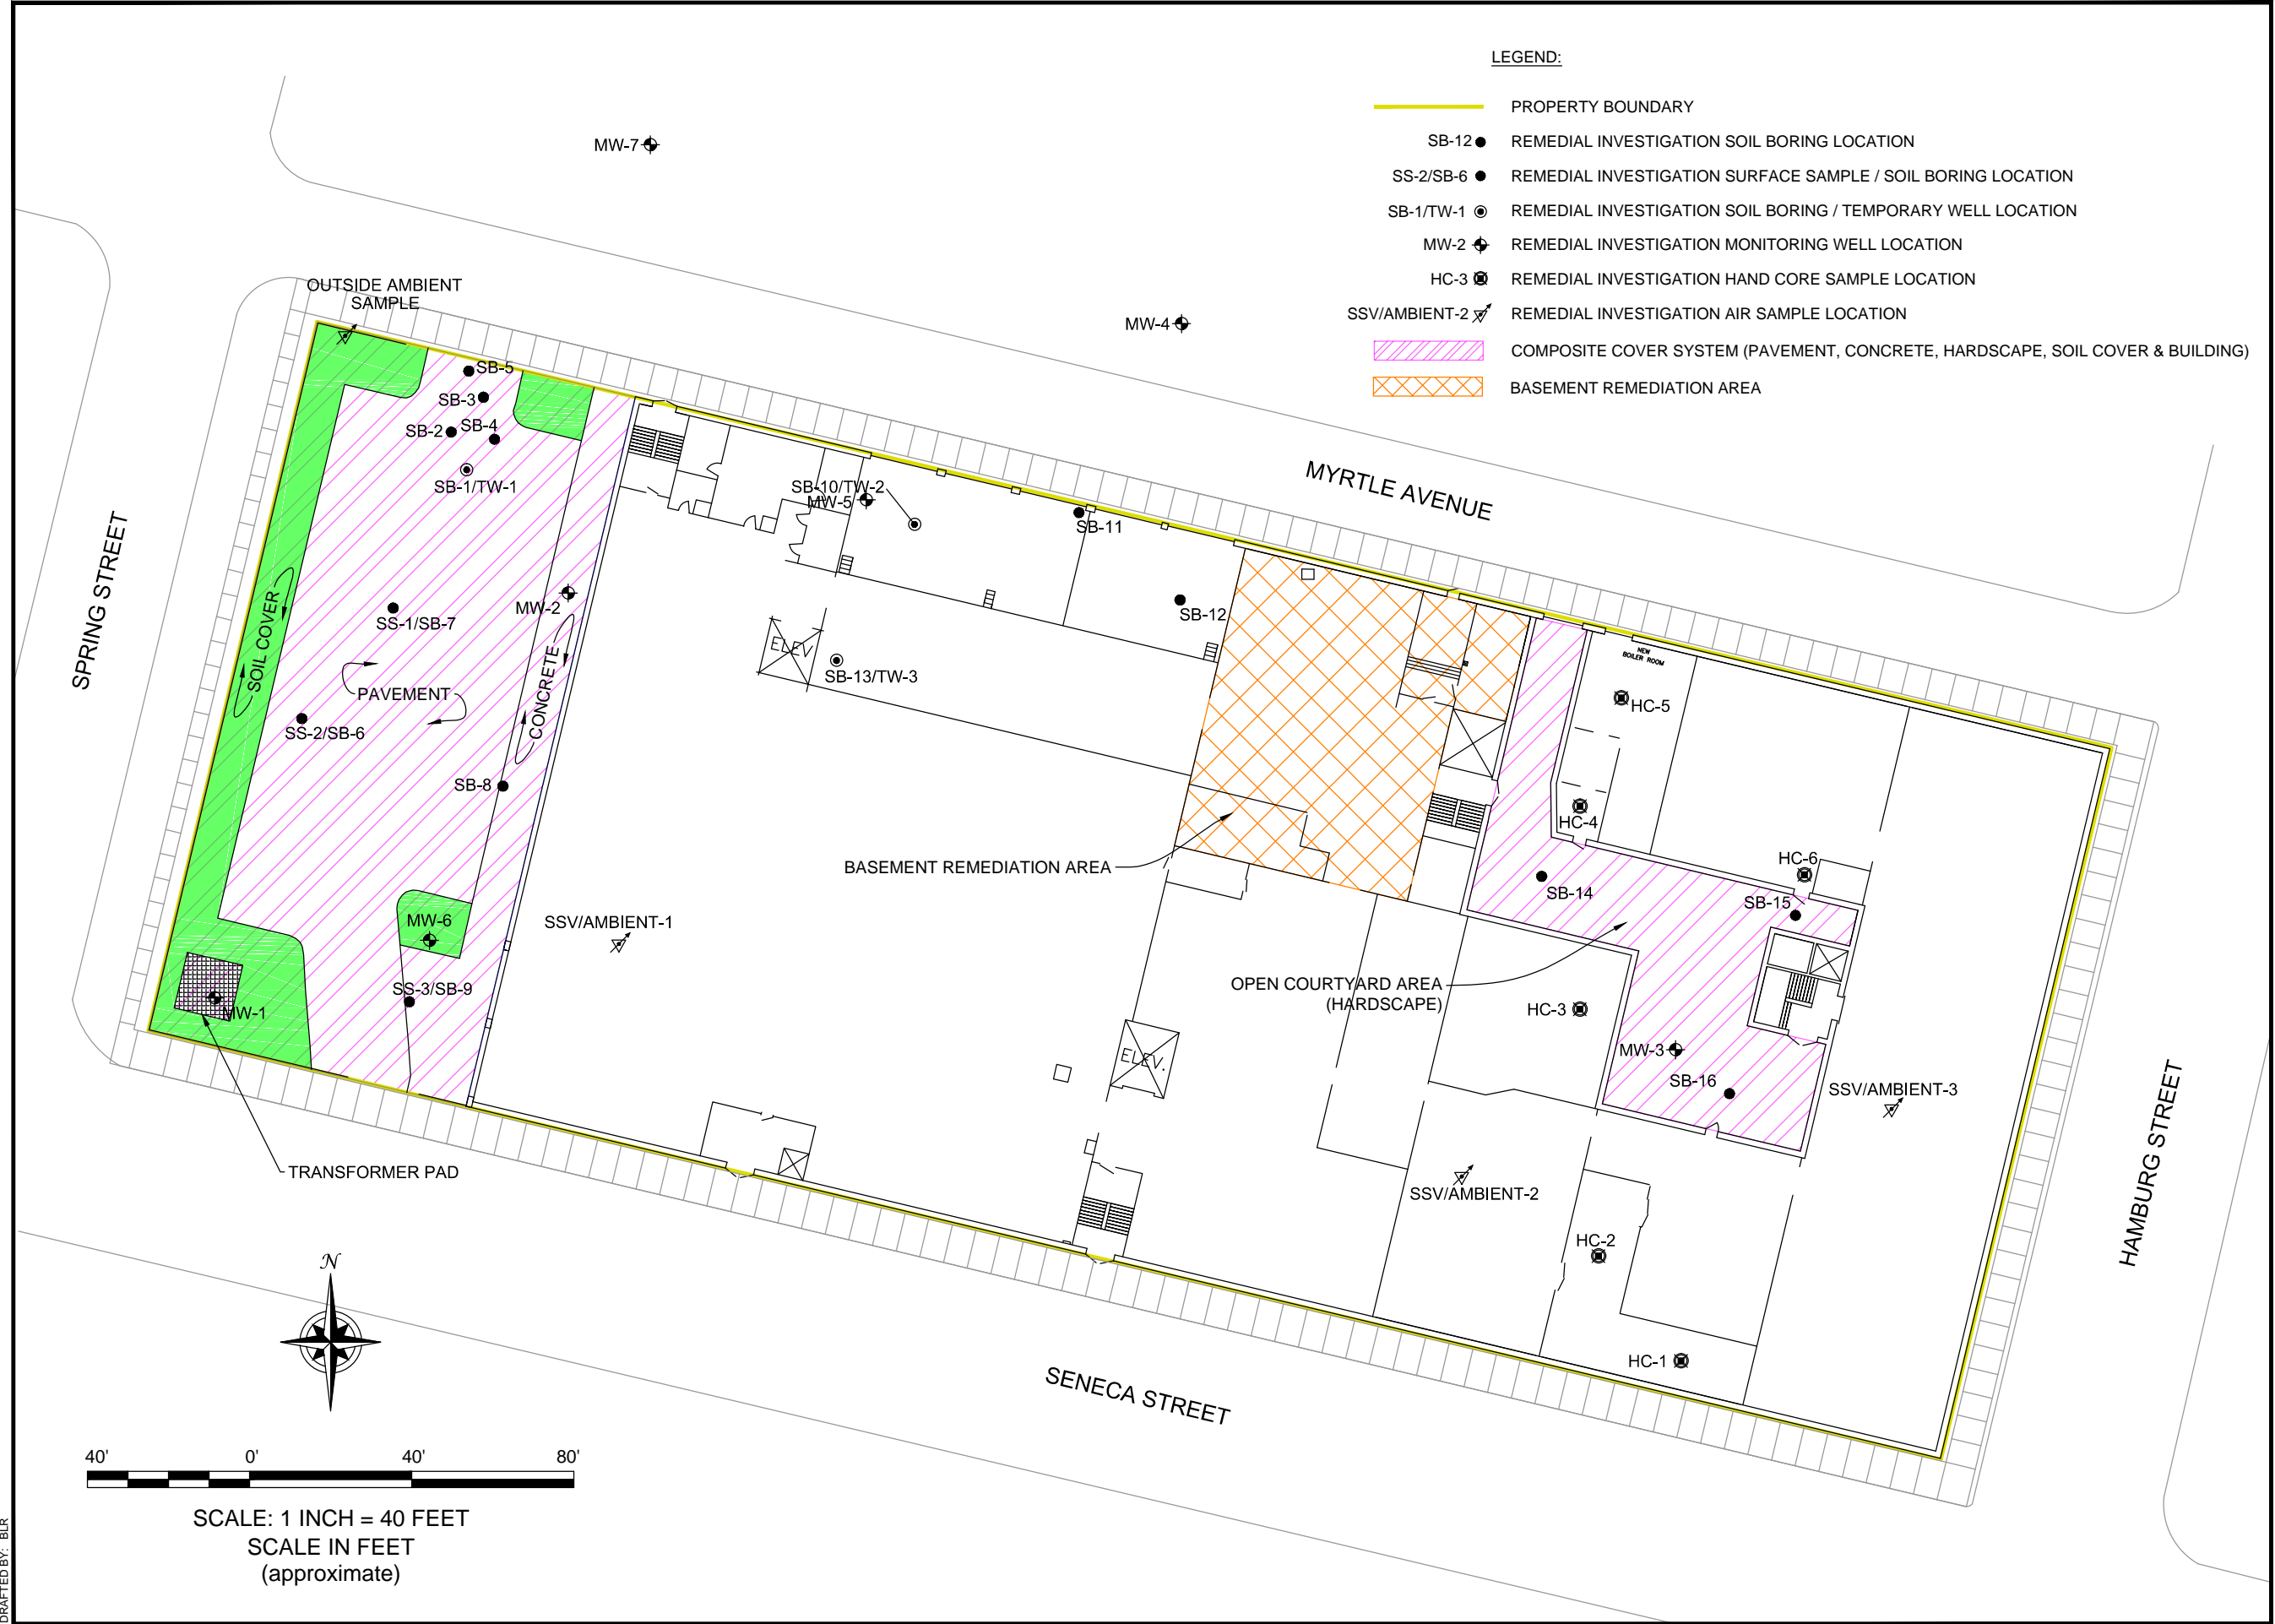 LEGEND:
PROPERTY BOUNDARY
SB-12 REMEDIAL INVESTIGATION SOIL BORING LOCATION
SS-2/SB-6 REMEDIAL INVESTIGATION SURFACE SAMPLE / SOIL BORING LOCATION
SB-1/TW-1 REMEDIAL INVESTIGATION SOIL BORING / TEMPORARY WELL LOCATION
MW-2 REMEDIAL INVESTIGATION MONITORING WELL LOCATION
HC-3 REMEDIAL INVESTIGATION HAND CORE SAMPLE LOCATION
SSV/AMBIENT-2 REMEDIAL INVESTIGATION AIR SAMPLE LOCATION
COMPOSITE COVER SYSTEM (PAVEMENT, CONCRETE, HARDSCAPE, SOIL COVER & BUILDING)
BASEMENT REMEDIATION AREA
MW-7
MW-4
OUTSIDE AMBIENT
SAMPLE
SB-5
SB-3
SB-2
SB-4
SB-1/TW-1
SB-10/TW-2
MW-5
SB-11
MYRTLE AVENUE
SPRING STREET
SOIL COVER
SS-1/SB-7
MW-2
SB-12
ELEV.
SB-13/TW-3
PAVEMENT
CONCRETE
SS-2/SB-6
SB-8
NEW
BOILER ROOM
HC-5
HC-4
BASEMENT REMEDIATION AREA
HC-6
SB-14
SB-15
MW-6
SSV/AMBIENT-1
OPEN COURTYARD AREA
(HARDSCAPE)
SS-3/SB-9
MW-1
HC-3
MW-3
ELEV.
SB-16
SSV/AMBIENT-3
HAMBURG STREET
TRANSFORMER PAD
SSV/AMBIENT-2
HC-2
HC-1
SENECA STREET
N
40' 0' 40' 80'
SCALE: 1 INCH = 40 FEET
SCALE IN FEET
(approximate)
DRAFTED BY: BLR